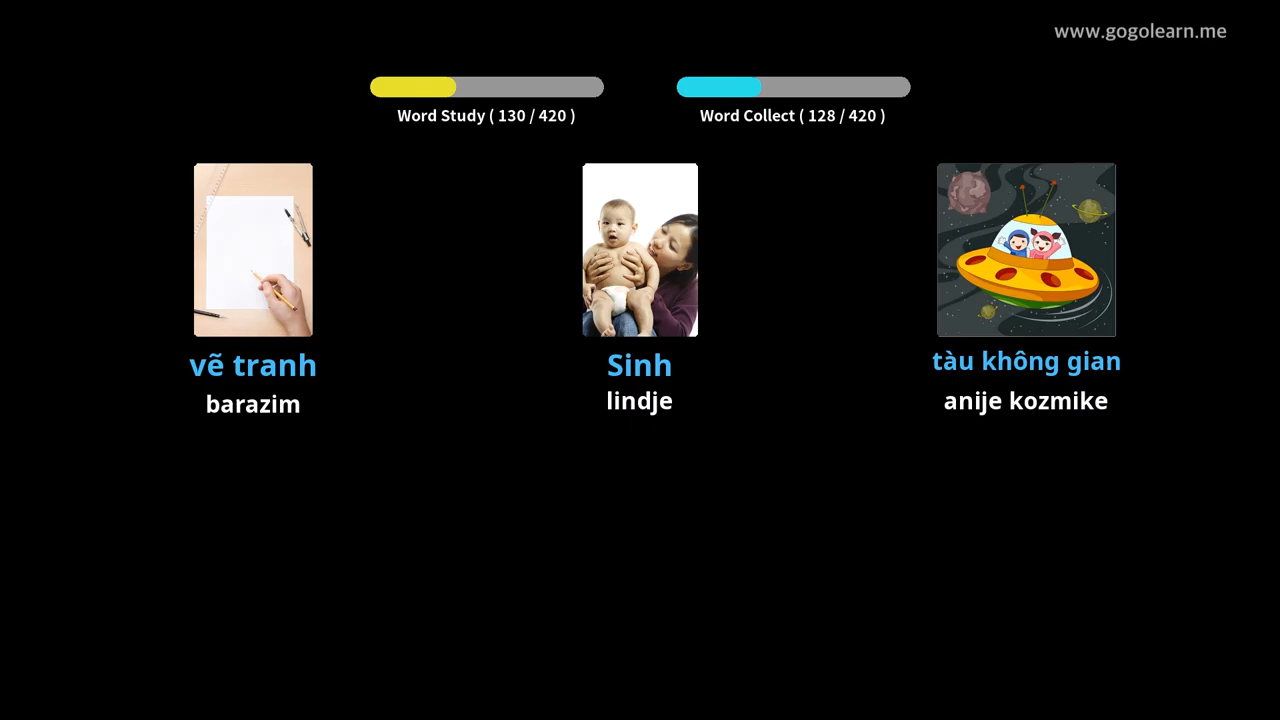 www.gogolearn.me
Word Study ( 130 / 420 )
Word Collect ( 128 / 420 )
vẽ tranh
Sinh
tàu không gian
barazim
lindje
anije kozmike